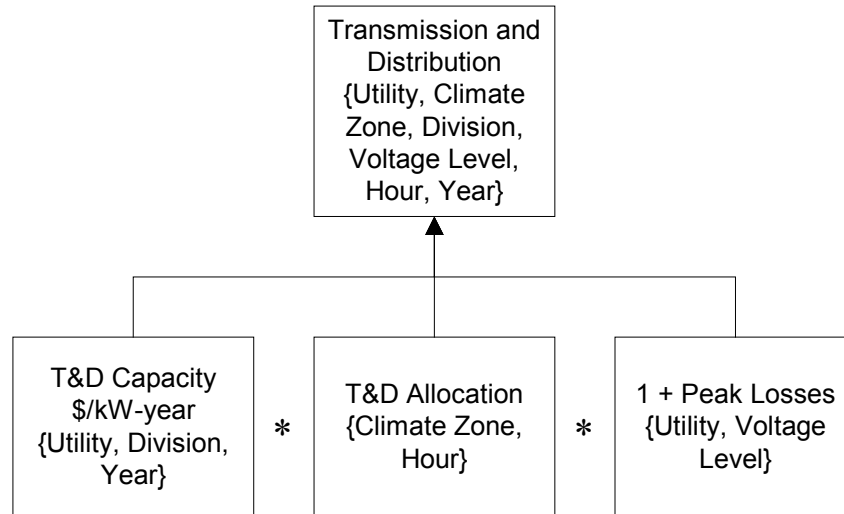 Transmission and
Distribution
{Utility, Climate
Zone, Division,
Voltage Level,
Hour, Year}
T&D Capacity
$/kW-year
{Utility, Division,
Year}
*
T&D Allocation
{Climate Zone,
Hour}
*
1 + Peak Losses
{Utility, Voltage
Level}